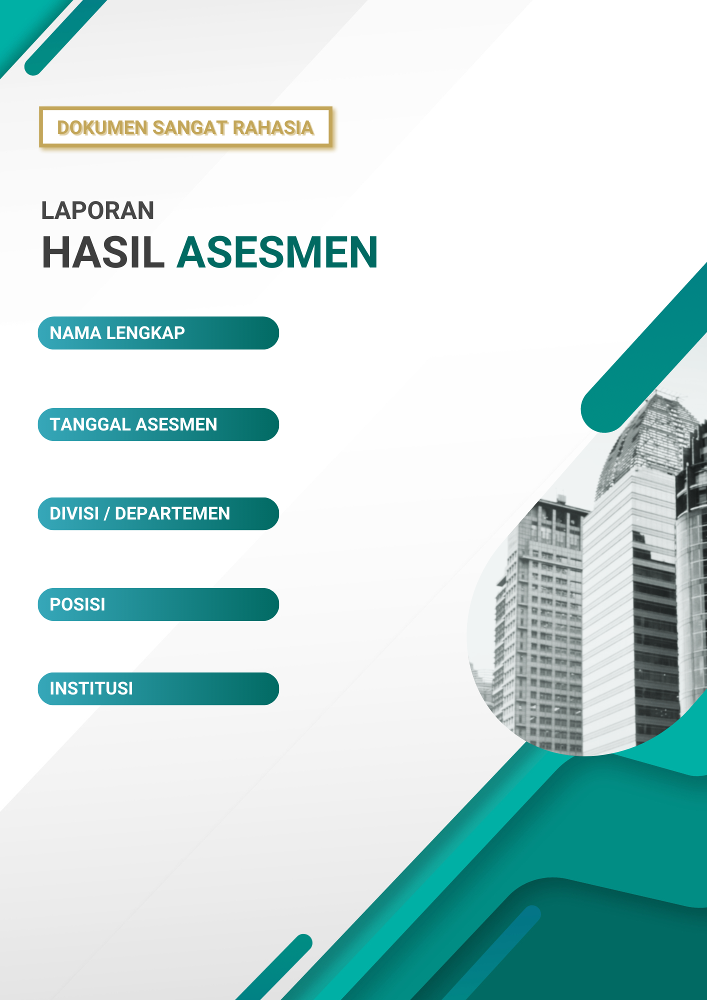 DOKUMEN SANGAT RAHASIA
LAPORAN
HASIL ASESMEN
NAMA LENGKAP
TANGGAL ASESMEN
DIVISI / DEPARTEMEN
POSISI
INSTITUSI